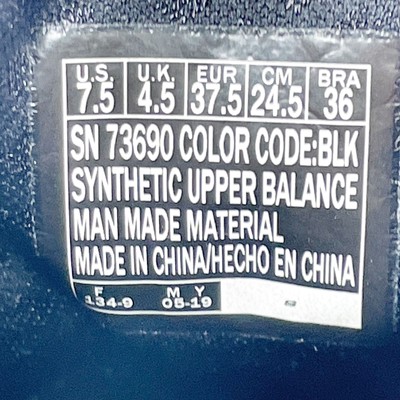 U.S. U.K. EUR CM BRA
7.5 4.5 37.5 24.5 36
SN 73690 COLOR CODE:BLK
SYNTHETIC UPPER BALANCE
MAN MADE MATERIAL
MADE IN CHINA/HECHO EN CHINA
F M Y
134-9 05-19